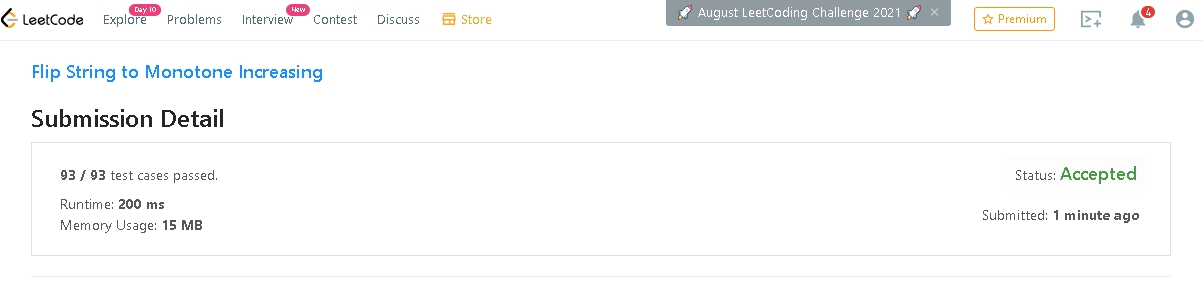 LeetCode Explore Day 10 Problems Interview New Contest Discuss Store 🚀 August LeetCoding Challenge 2021 🚀 × ☆ Premium 4
Flip String to Monotone Increasing
Submission Detail
93 / 93 test cases passed. Status: Accepted
Runtime: 200 ms
Submitted: 1 minute ago
Memory Usage: 15 MB